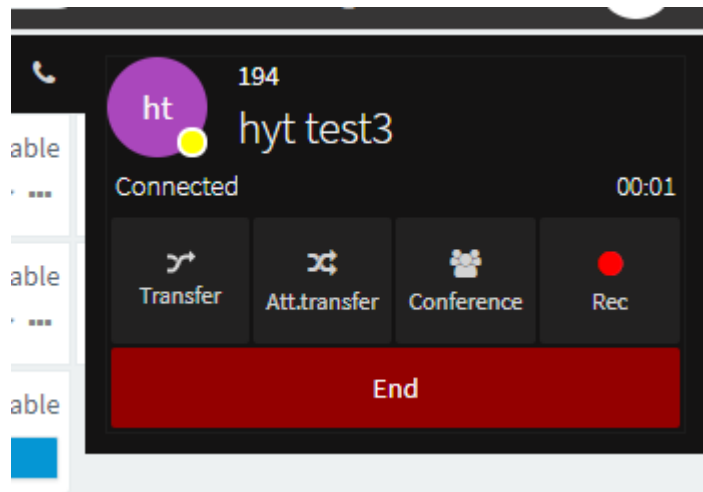 194
ht
hyt test3
able
Connected 00:01
able
Transfer Att.transfer Conference Rec
able
End